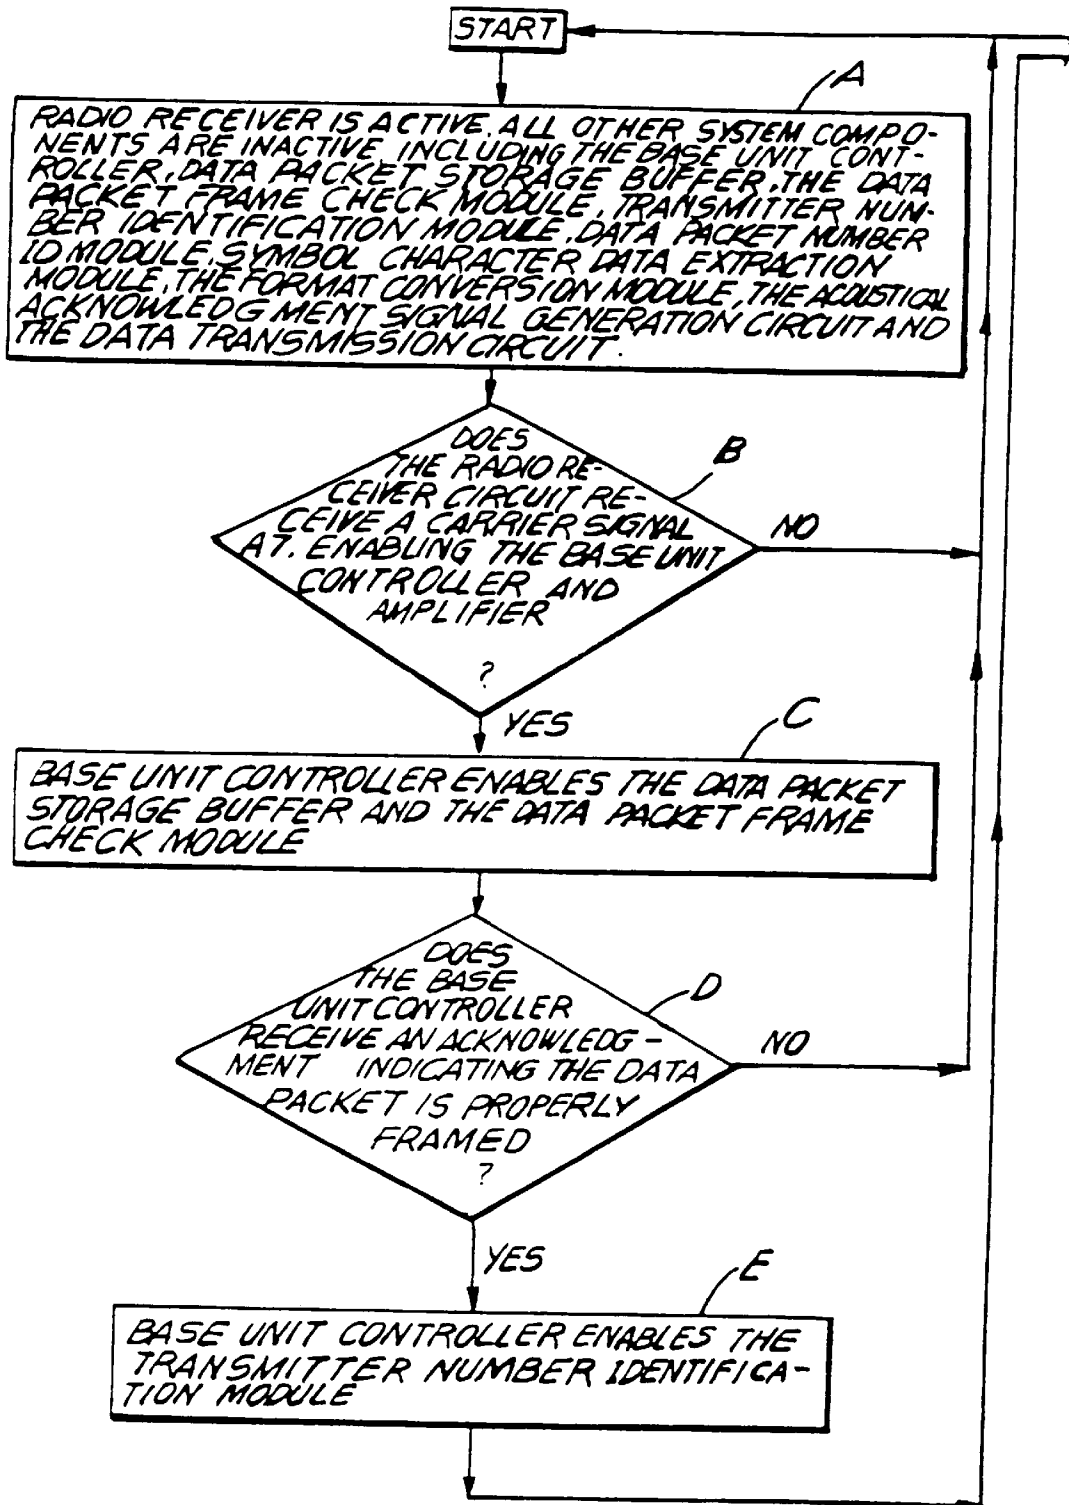 START
A
RADIO RECEIVER IS ACTIVE. ALL OTHER SYSTEM COMPO-
NENTS ARE INACTIVE INCLUDING THE BASE UNIT CONT-
ROLLER, DATA PACKET STORAGE BUFFER, THE DATA
PACKET FRAME CHECK MODULE, TRANSMITTER NUM-
BER IDENTIFICATION MODULE, DATA PACKET NUMBER
ID MODULE, SYMBOL CHARACTER DATA EXTRACTION
MODULE, THE FORMAT CONVERSION MODULE, THE ACOUSTICAL
ACKNOWLEDGMENT SIGNAL GENERATION CIRCUIT AND
THE DATA TRANSMISSION CIRCUIT.
B
DOES
THE RADIO RE-
CEIVER CIRCUIT RE-
CEIVE A CARRIER SIGNAL
A7. ENABLING THE BASE UNIT
CONTROLLER AND
AMPLIFIER
?
NO
YES
C
BASE UNIT CONTROLLER ENABLES THE DATA PACKET
STORAGE BUFFER AND THE DATA PACKET FRAME
CHECK MODULE
D
DOES
THE BASE
UNIT CONTROLLER
RECEIVE AN ACKNOWLEDG-
MENT INDICATING THE DATA
PACKET IS PROPERLY
FRAMED
?
NO
YES
E
BASE UNIT CONTROLLER ENABLES THE
TRANSMITTER NUMBER IDENTIFICA-
TION MODULE